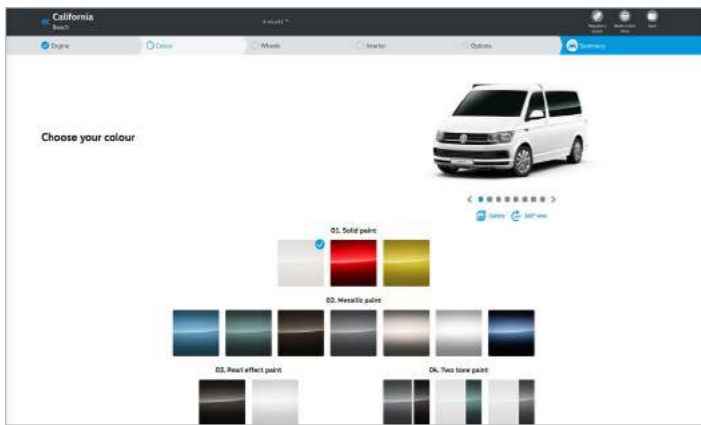 California
Beach
Engine
Colour
Wheels
Interior
Options
Summary
Choose your colour
Gallery
360° view
01. Solid paint
02. Metallic paint
03. Pearl effect paint
04. Two tone paint